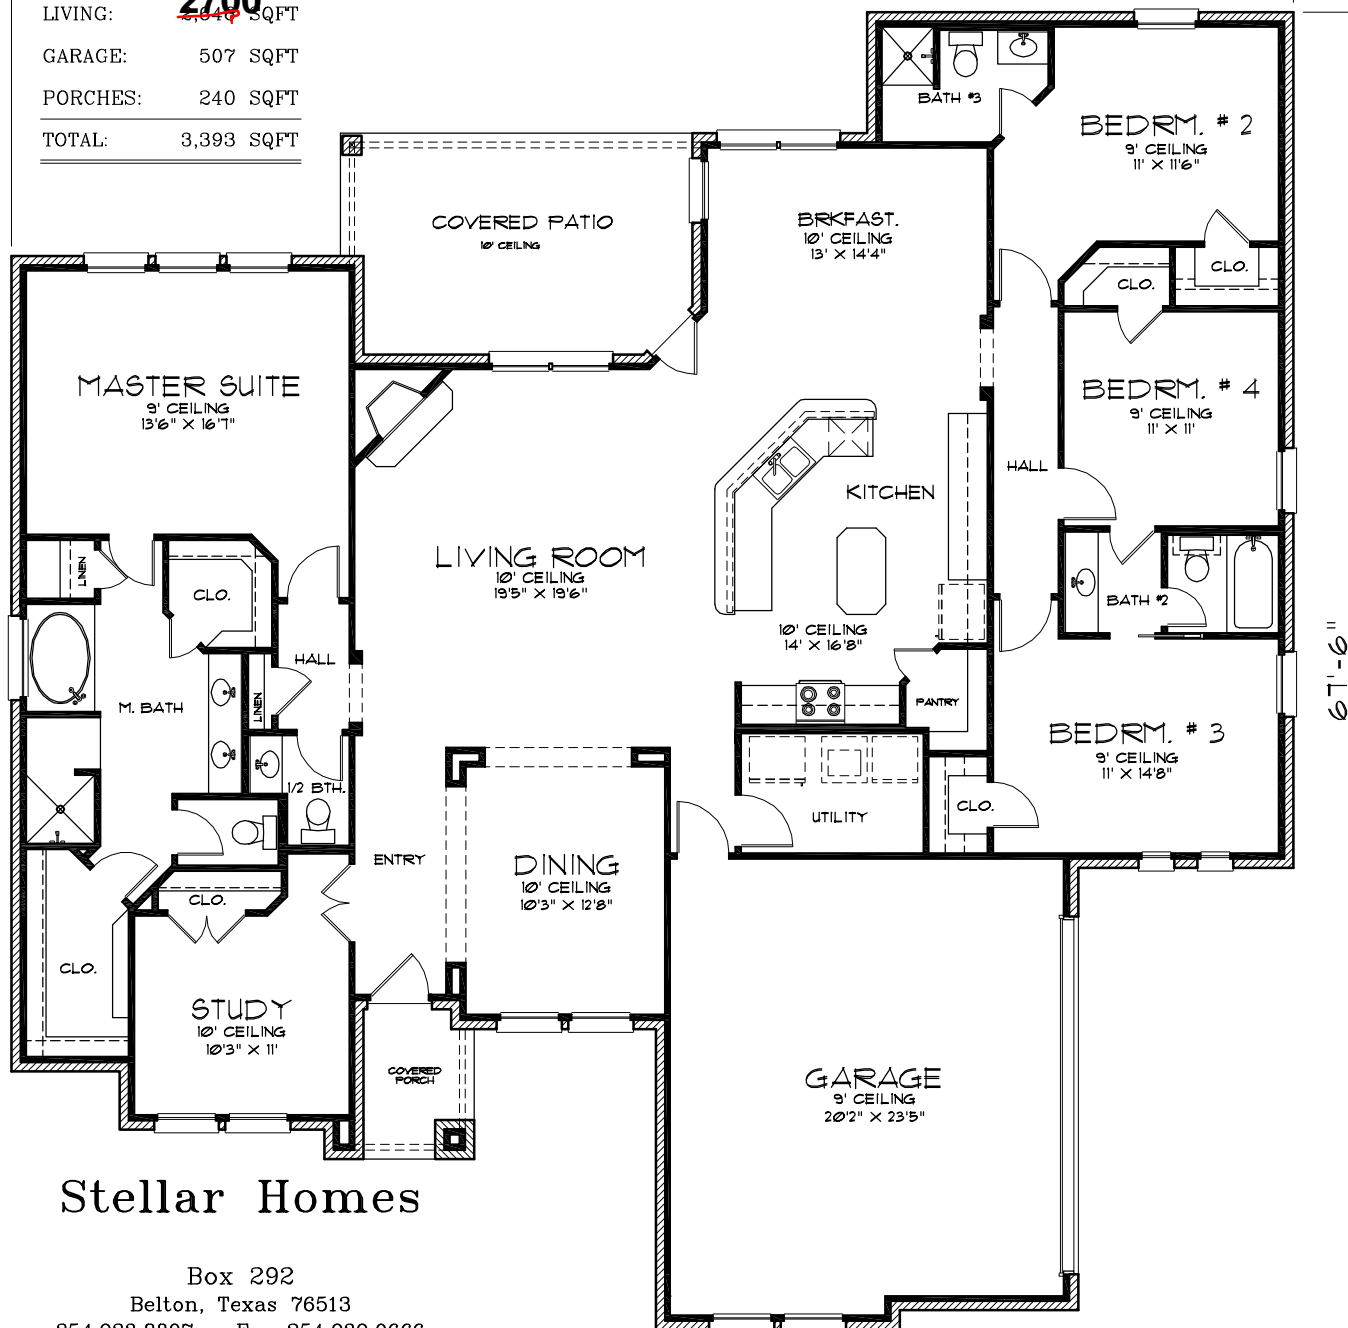 2700
LIVING: 2,646 SQFT
GARAGE: 507 SQFT
PORCHES: 240 SQFT
TOTAL: 3,393 SQFT
BATH #3
BEDRM. # 2
9' CEILING
11' X 11'6"
COVERED PATIO
10' CEILING
BRKFAST.
10' CEILING
13' X 14'4"
CLO.
CLO.
MASTER SUITE
9' CEILING
13'6" X 16'7"
BEDRM. # 4
9' CEILING
11' X 11'
HALL
KITCHEN
LIVING ROOM
10' CEILING
19'5" X 19'6"
LINEN
CLO.
BATH #2
10' CEILING
14' X 16'8"
HALL
67'-6"
LINEN
M. BATH
PANTRY
BEDRM. # 3
9' CEILING
11' X 14'8"
1/2 BTH.
UTILITY
CLO.
ENTRY
DINING
10' CEILING
10'3" X 12'8"
CLO.
CLO.
STUDY
10' CEILING
10'3" X 11'
COVERED
PORCH
GARAGE
9' CEILING
20'2" X 23'5"
Stellar Homes
Box 292
Belton, Texas 76513